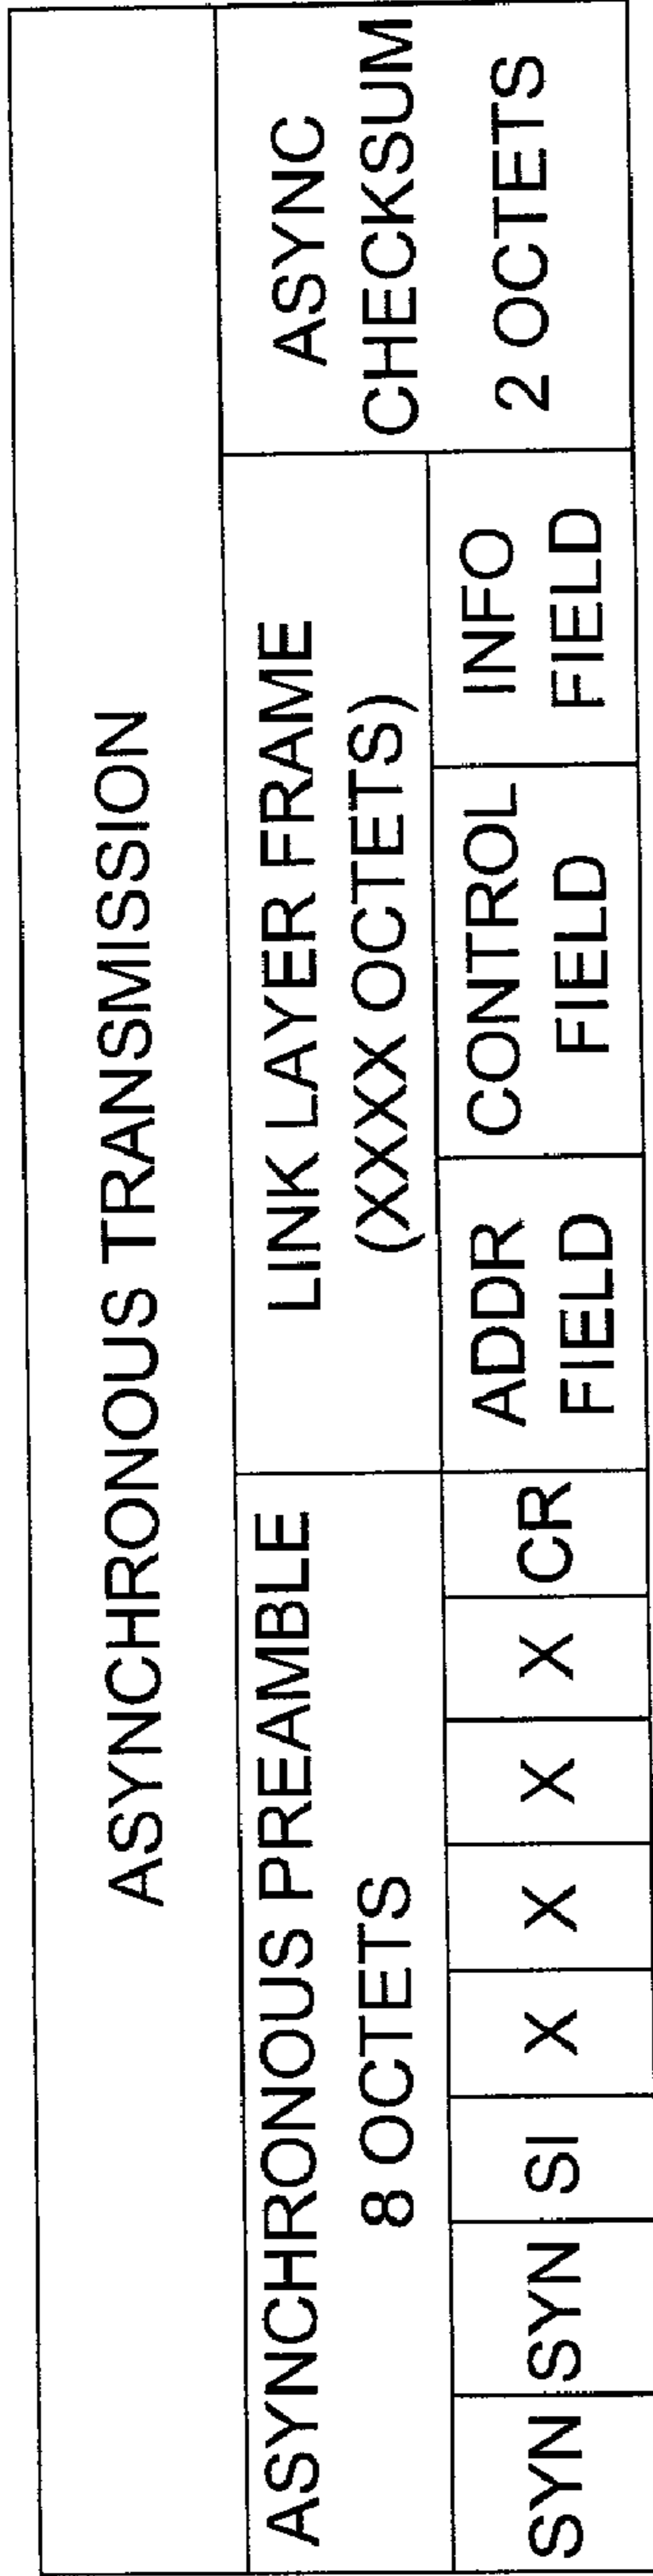 ASYNCHRONOUS TRANSMISSION
ASYNCHRONOUS PREAMBLE
8 OCTETS
LINK LAYER FRAME
(XXXX OCTETS)
ASYNC
CHECKSUM
2 OCTETS
SYN SYN SI X X X X CR
ADDR
FIELD
CONTROL
FIELD
INFO
FIELD